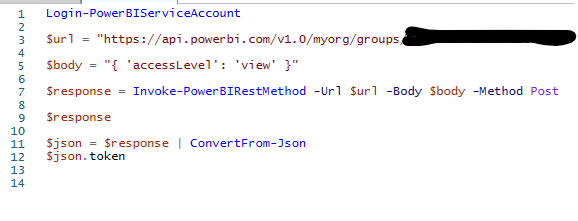 1 Login-PowerBIServiceAccount
2
3 $url = "https://api.powerbi.com/v1.0/myorg/groups/
4
5 $body = "{ 'accessLevel': 'view' }"
6
7 $response = Invoke-PowerBIRestMethod -Url $url -Body $body -Method Post
8
9 $response
10
11 $json = $response | ConvertFrom-Json
12 $json.token
13
14